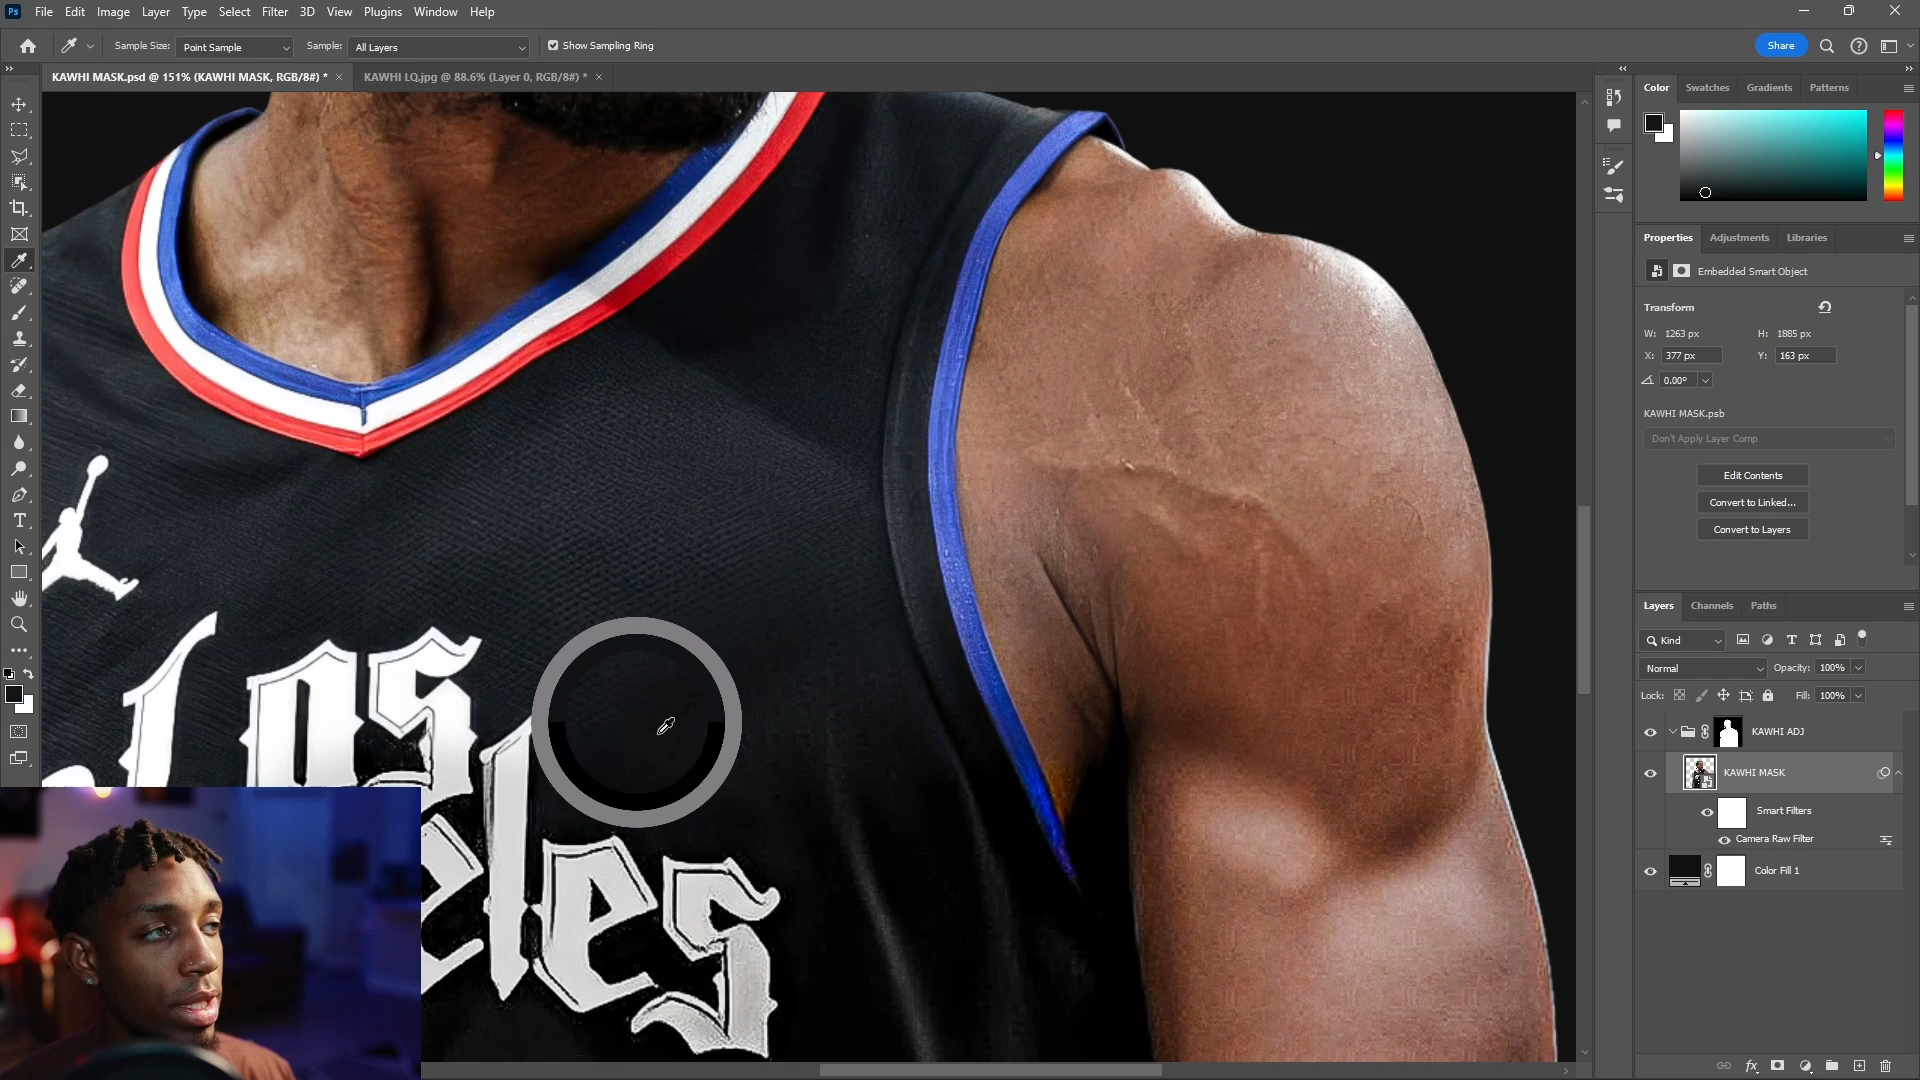 Ps File Edit Image Layer Type Select Filter 3D View Plugins Window Help
Sample Size: Point Sample Sample: All Layers Show Sampling Ring Share
KAWHI MASK.psd @ 151% (KAWHI MASK, RGB/8#) * × KAWHI LQ.jpg @ 88.6% (Layer 0, RGB/8#) * ×
Color Swatches Gradients Patterns
Properties Adjustments Libraries
Embedded Smart Object
Transform
W: 1263 px H: 1885 px
X: 377 px Y: 163 px
0.00°
KAWHI MASK.psb
Don't Apply Layer Comp
Edit Contents
Convert to Linked...
Convert to Layers
Layers Channels Paths
Kind
Normal Opacity: 100%
Lock: Fill: 100%
KAWHI ADJ
KAWHI MASK
Smart Filters
Camera Raw Filter
Color Fill 1
Los
eles